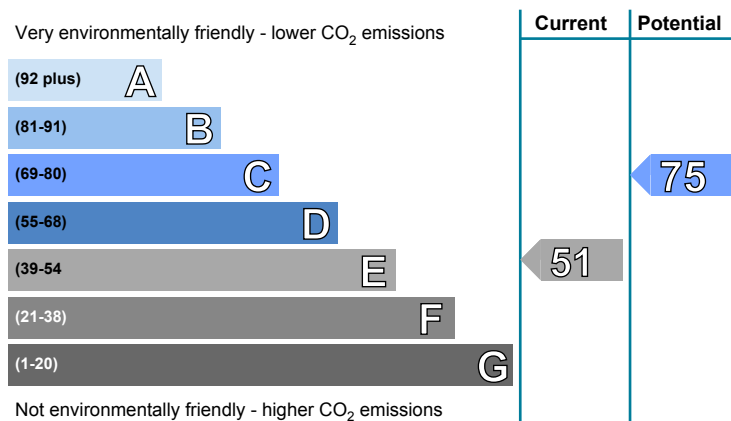 Very environmentally friendly - lower CO2 emissions
Current
Potential
(92 plus) A
(81-91) B
(69-80) C
75
(55-68) D
(39-54 E
51
(21-38) F
(1-20) G
Not environmentally friendly - higher CO2 emissions